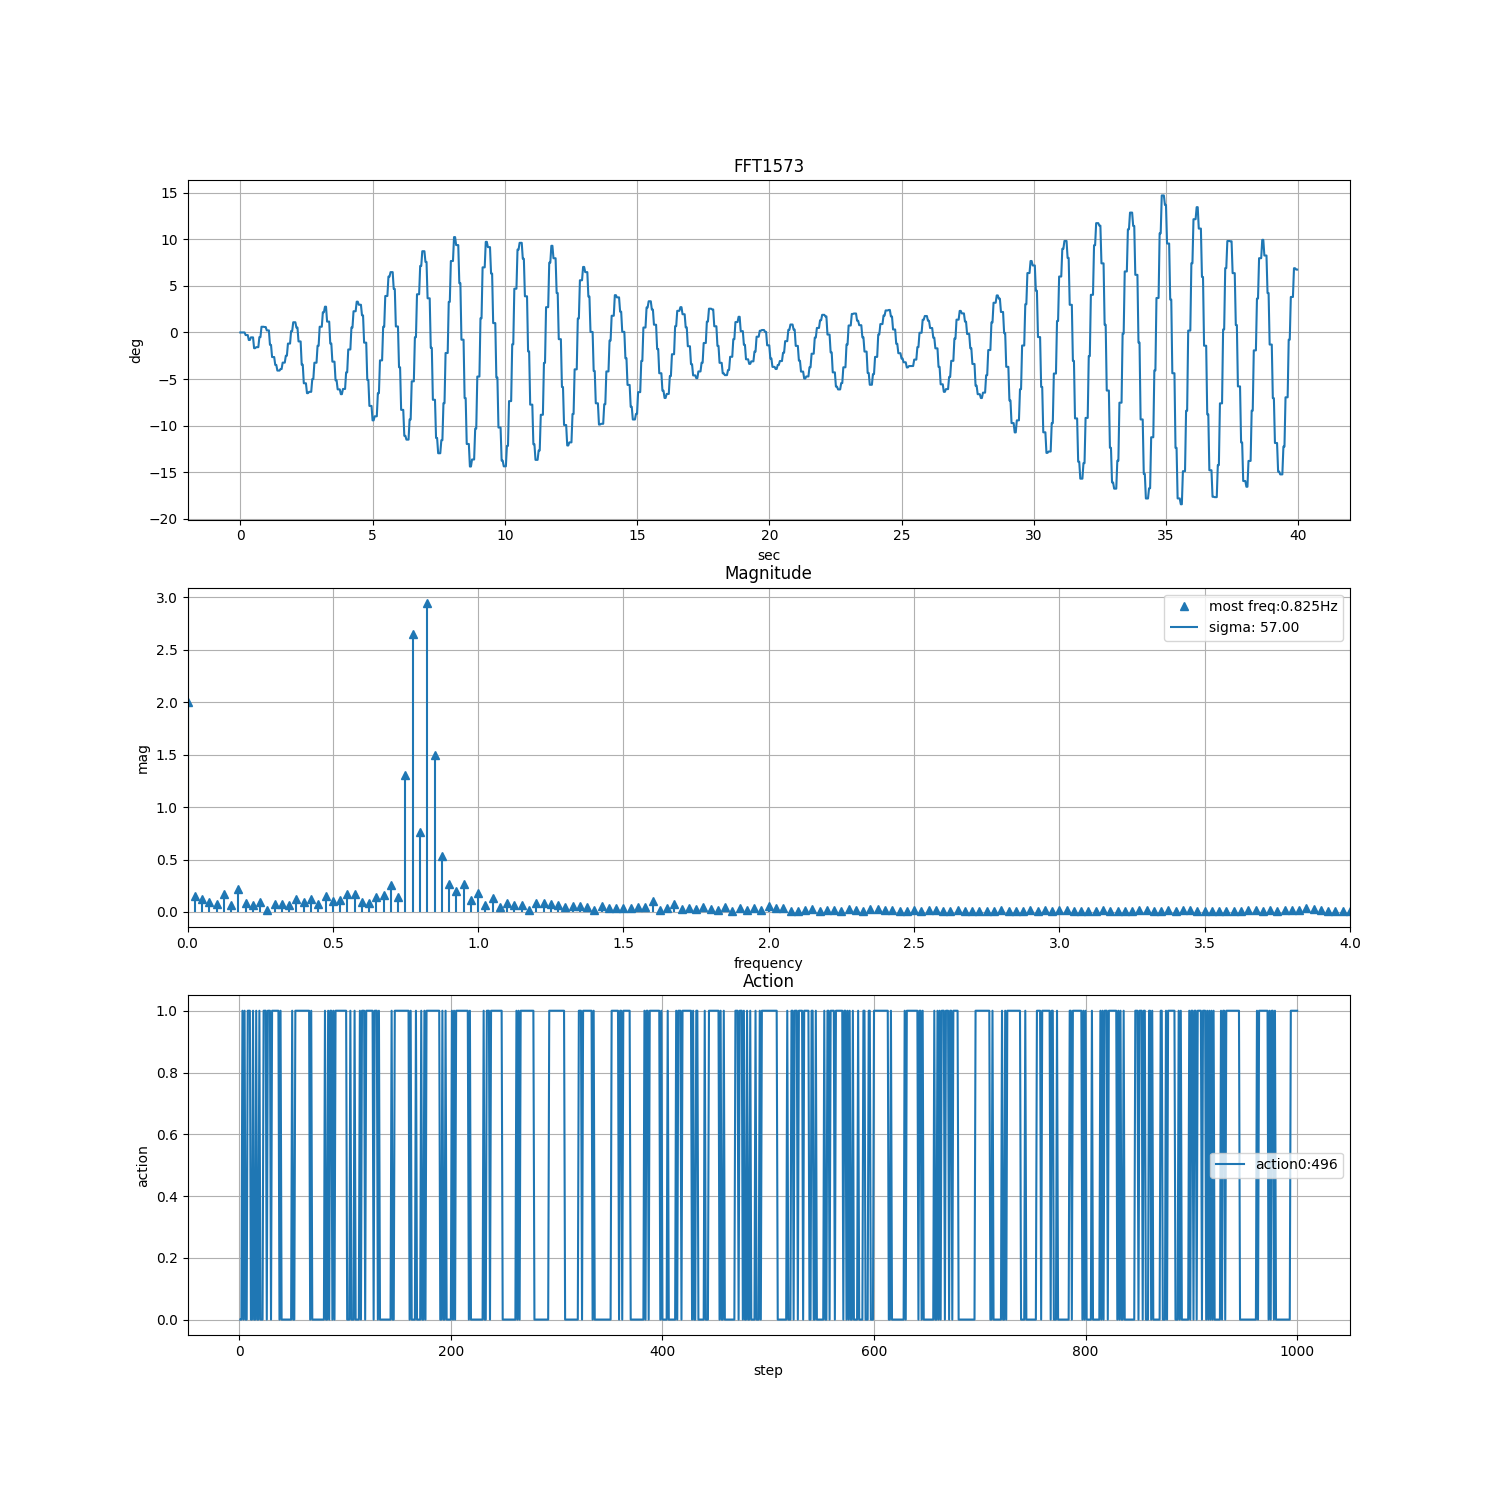 FFT1573
15
10
5
0
−5
−10
−15
−20
deg
0 5 10 15 20 25 30 35 40
sec
Magnitude
most freq:0.825Hz
sigma: 57.00
3.0
2.5
2.0
1.5
1.0
0.5
0.0
mag
0.0 0.5 1.0 1.5 2.0 2.5 3.0 3.5 4.0
frequency
Action
1.0
0.8
0.6
0.4
0.2
0.0
action
action0:496
0 200 400 600 800 1000
step